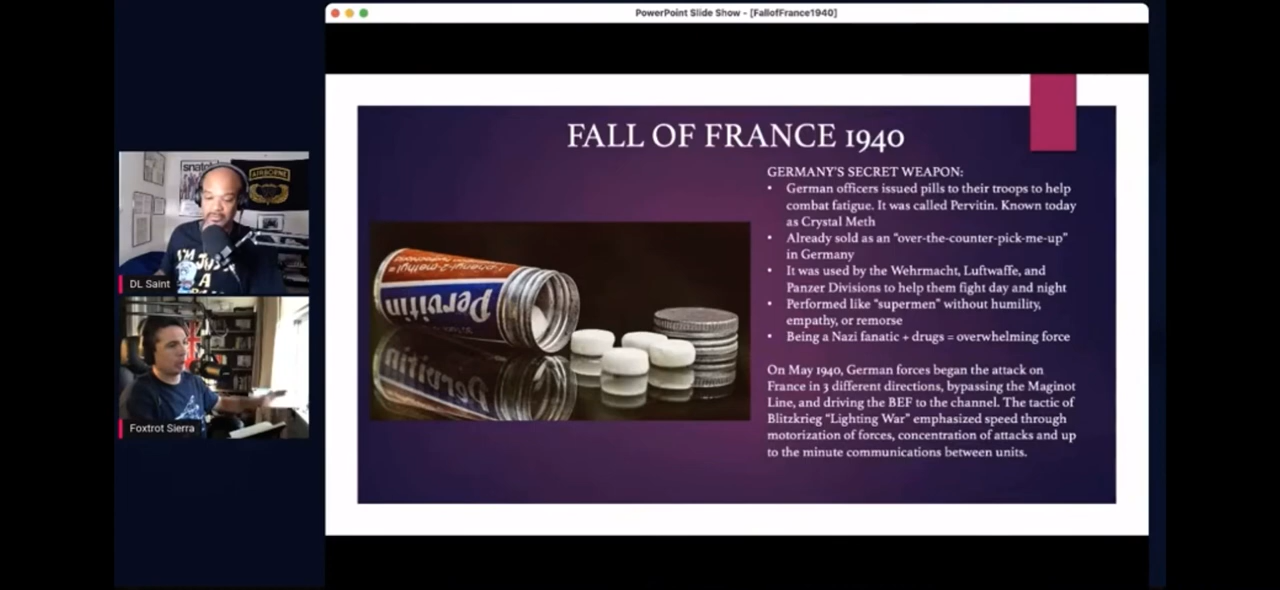 PowerPoint Slide Show - [FallofFrance1940]
FALL OF FRANCE 1940
GERMANY'S SECRET WEAPON:
• German officers issued pills to their troops to help
combat fatigue. It was called Pervitin. Known today
as Crystal Meth
• Already sold as an "over-the-counter-pick-me-up"
in Germany
• It was used by the Wehrmacht, Luftwaffe, and
Panzer Divisions to help them fight day and night
• Performed like "supermen" without humility,
empathy, or remorse
• Being a Nazi fanatic + drugs = overwhelming force
On May 1940, German forces began the attack on
France in 3 different directions, bypassing the Maginot
Line, and driving the BEF to the channel. The tactic of
Blitzkrieg "Lighting War" emphasized speed through
motorization of forces, concentration of attacks and up
to the minute communications between units.
Pervitin
snatch
AIRBORNE
DL Saint
Foxtrot Sierra